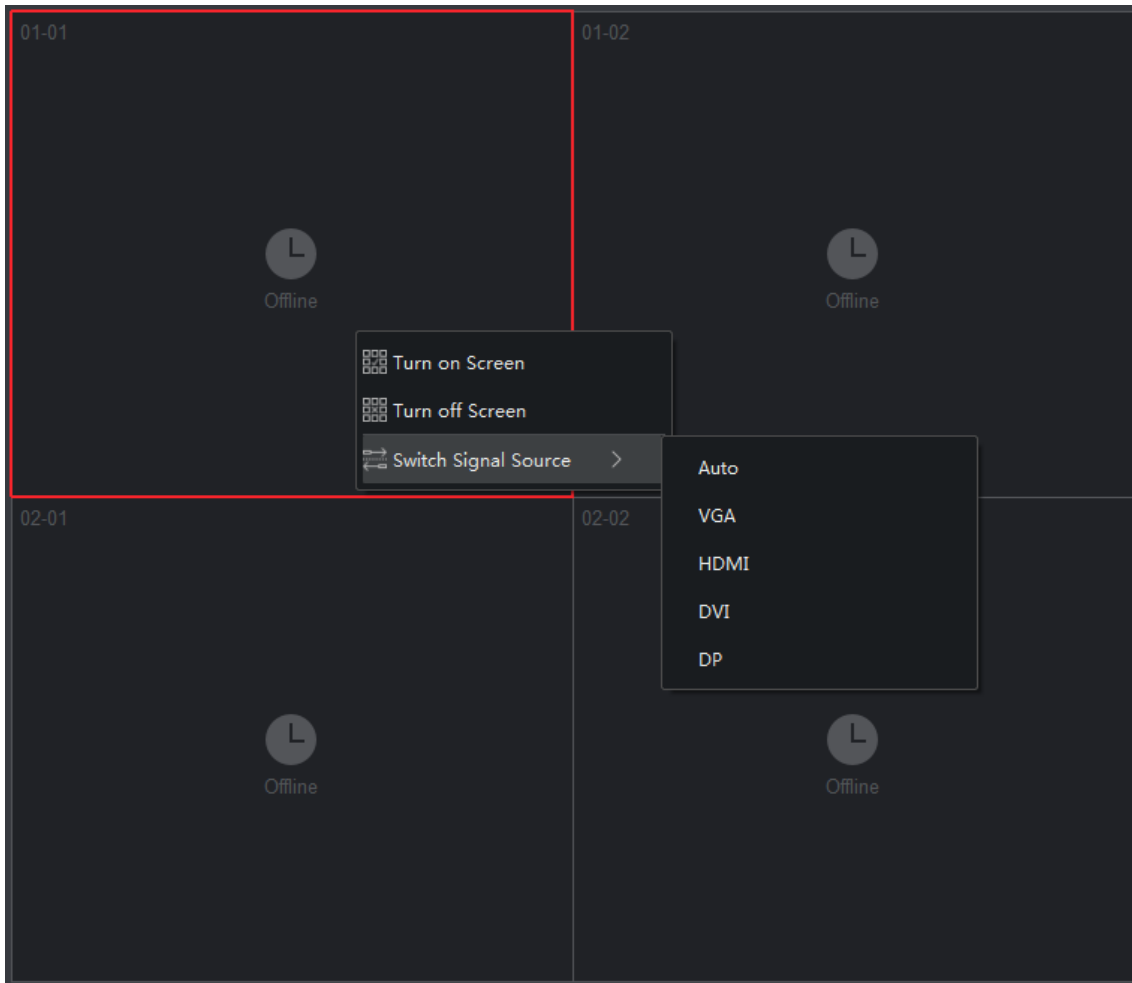 01-01
01-02
Offline
Offline
Turn on Screen
Turn off Screen
Switch Signal Source
Auto
VGA
HDMI
DVI
DP
02-01
02-02
Offline
Offline